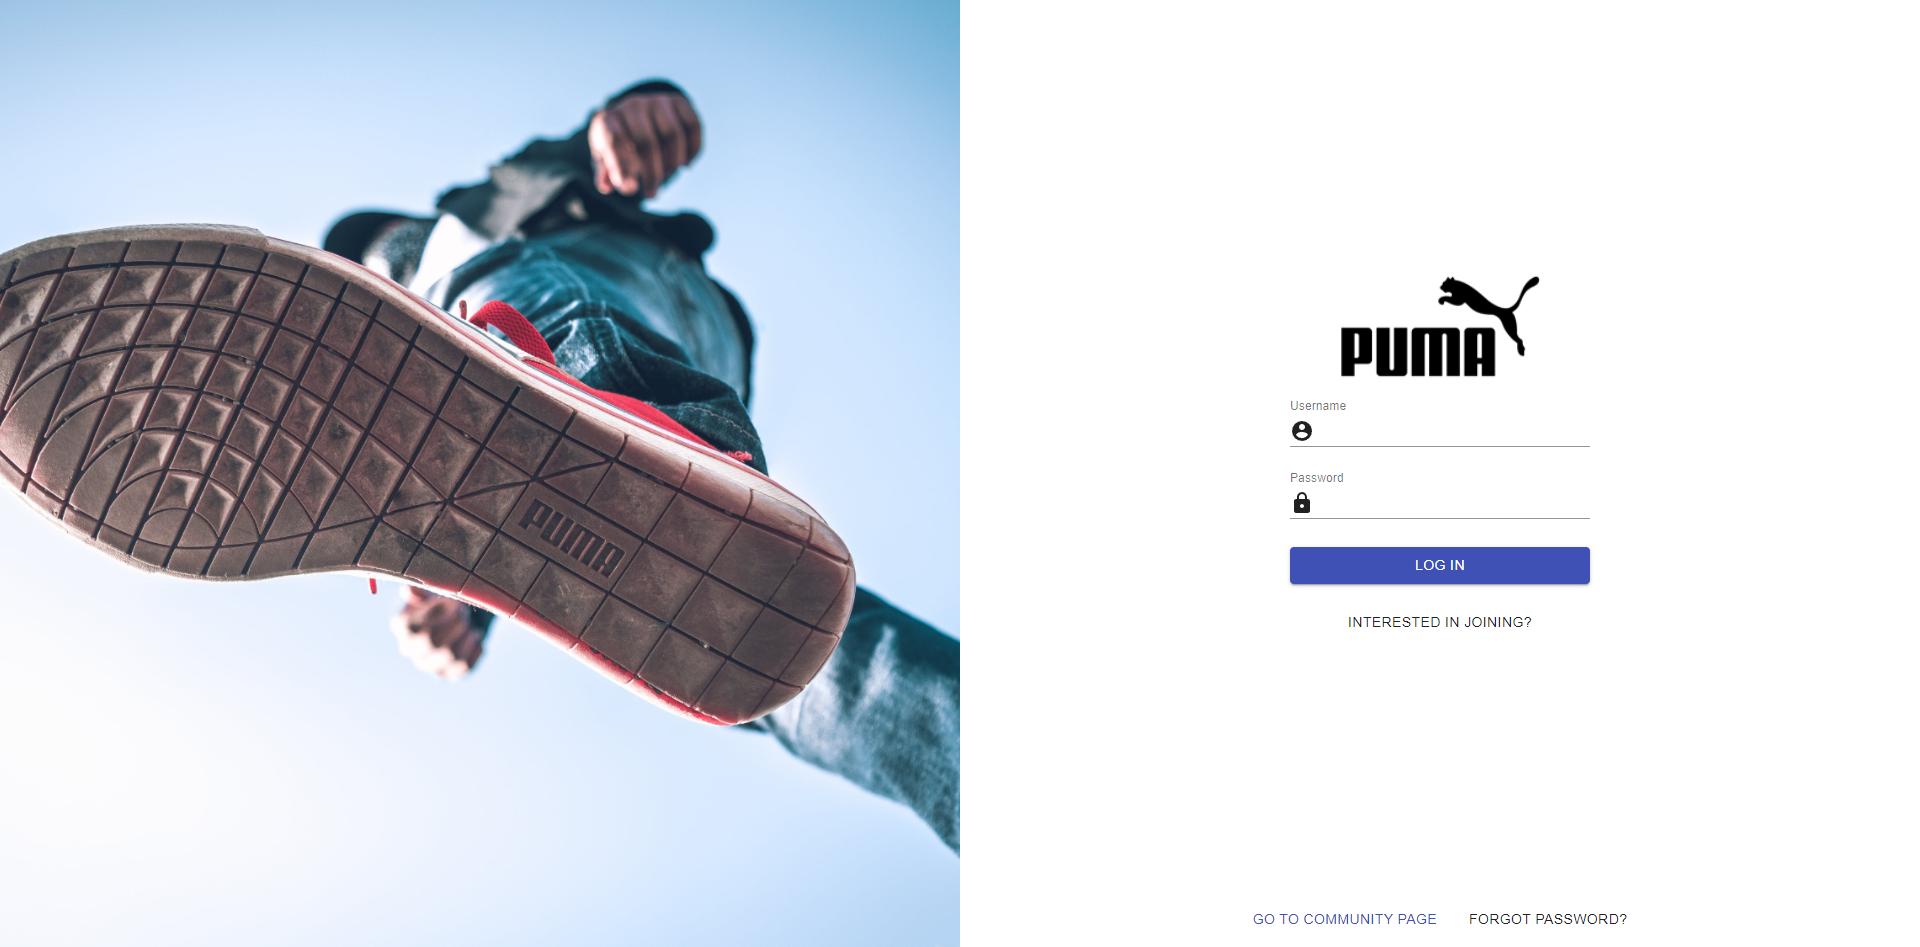 PUMA
PUMA
Username
Password
LOG IN
INTERESTED IN JOINING?
GO TO COMMUNITY PAGE
FORGOT PASSWORD?